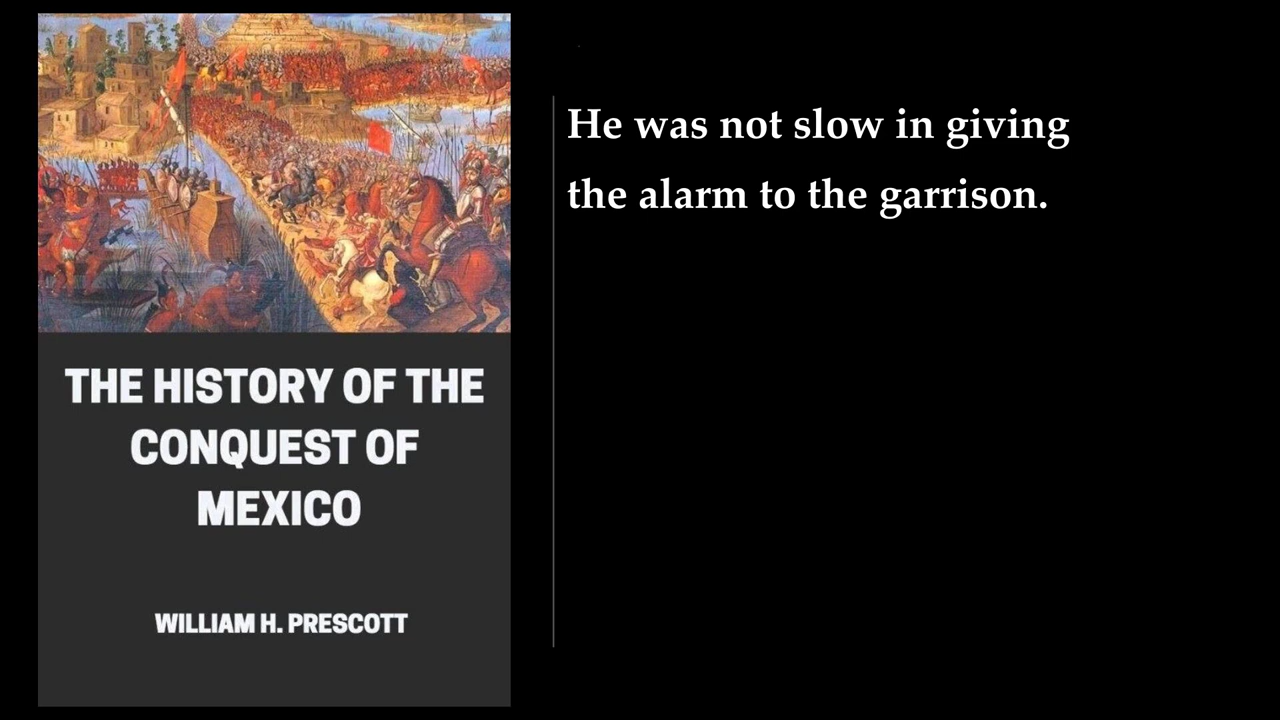 THE HISTORY OF THE
CONQUEST OF
MEXICO
WILLIAM H. PRESCOTT
He was not slow in giving
the alarm to the garrison.